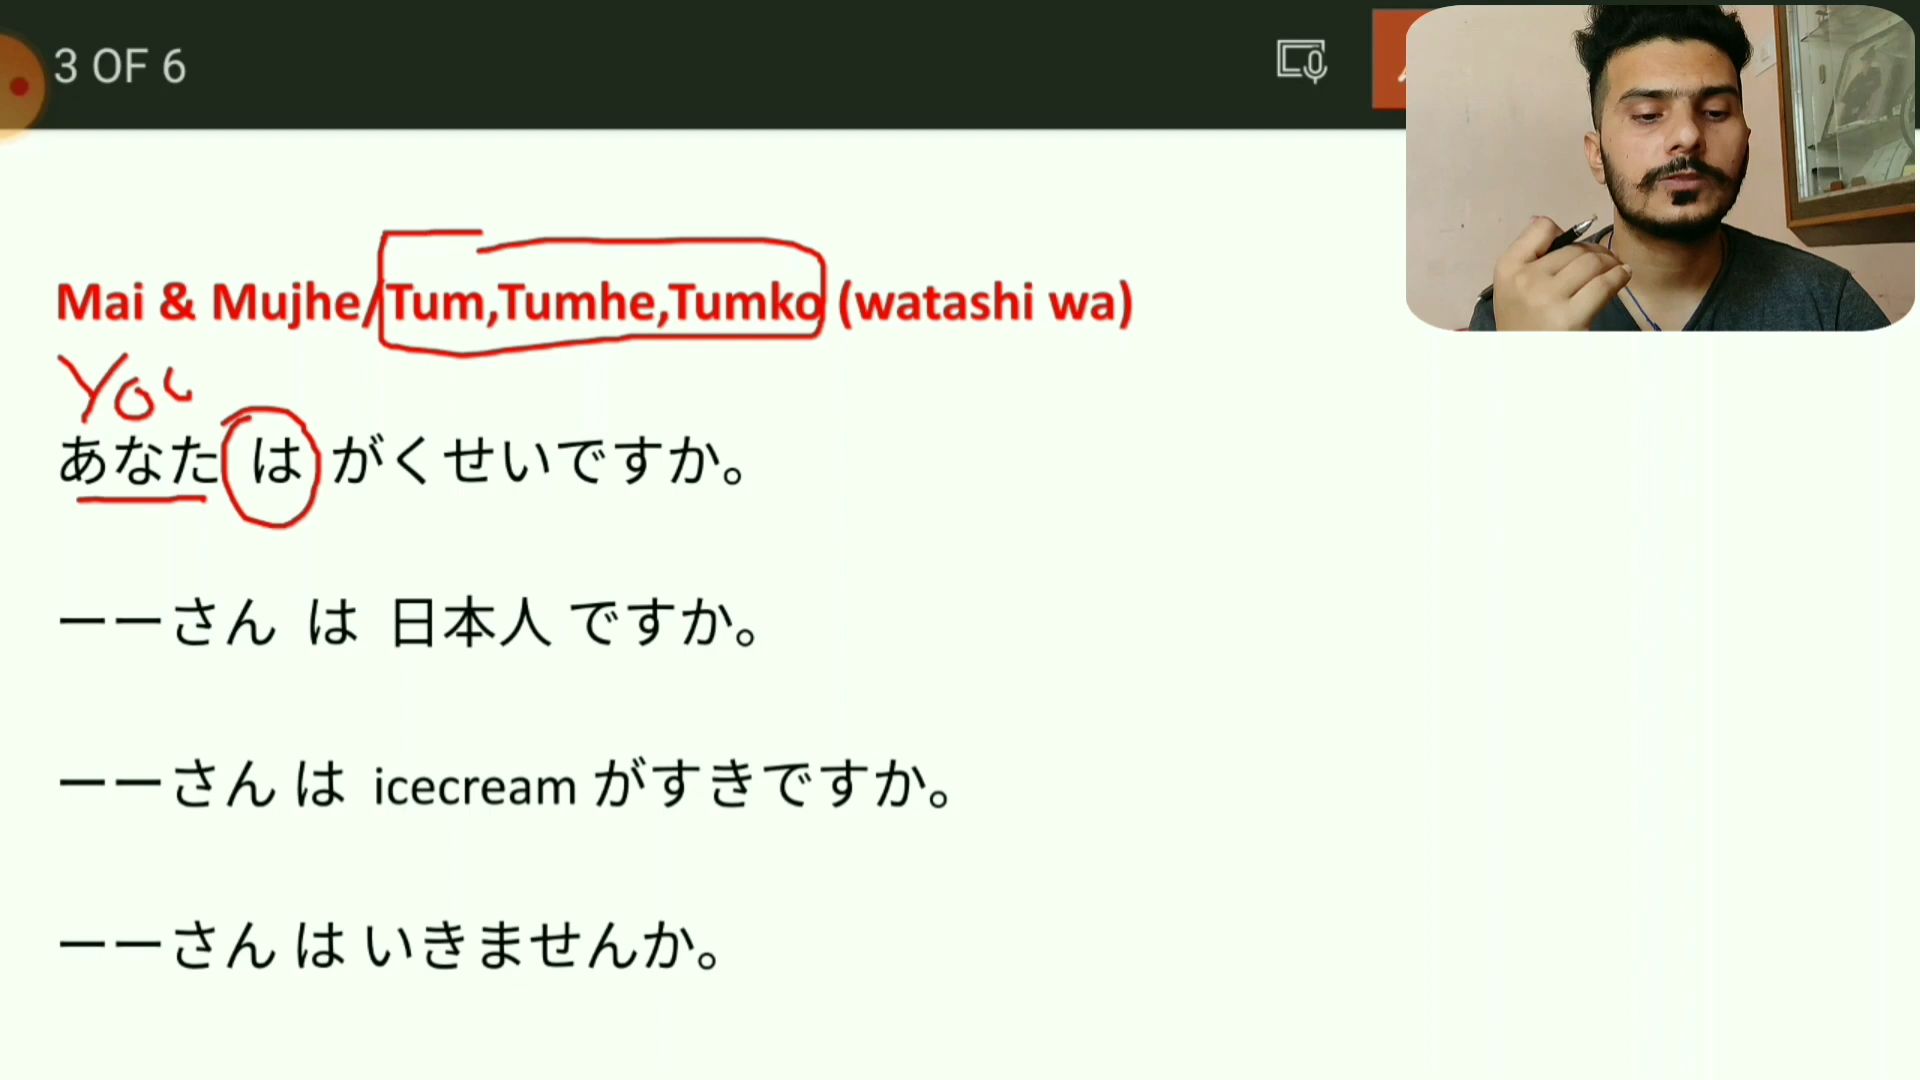 3 OF 6
Mai & Mujhe/Tum,Tumhe,Tumko (watashi wa)
You
あなた は がくせいですか。
ーーさん は 日本人 ですか。
ーーさん は icecream がすきですか。
ーーさん は いきませんか。